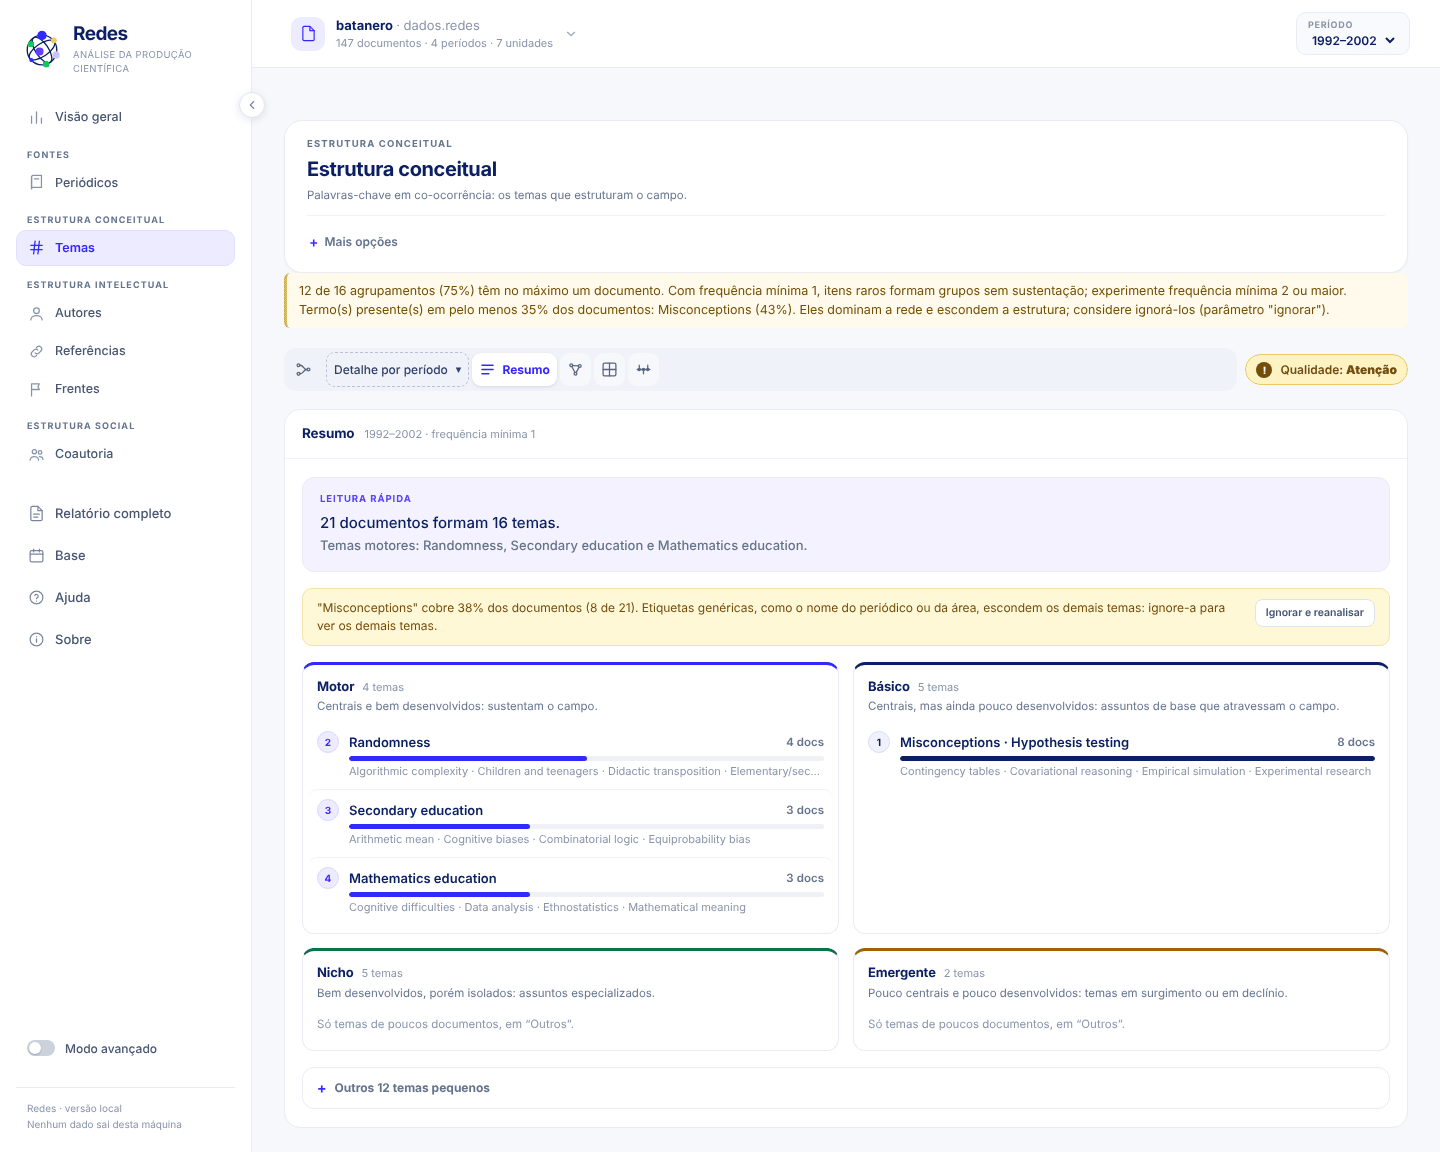 Redes
ANÁLISE DA PRODUÇÃO
CIENTÍFICA
Visão geral
FONTES
Periódicos
ESTRUTURA CONCEITUAL
Temas
ESTRUTURA INTELECTUAL
Autores
Referências
Frentes
ESTRUTURA SOCIAL
Coautoria
Relatório completo
Base
Ajuda
Sobre
Modo avançado
Redes · versão local
Nenhum dado sai desta máquina
batanero · dados.redes
147 documentos · 4 períodos · 7 unidades
PERÍODO
1992–2002
ESTRUTURA CONCEITUAL
Estrutura conceitual
Palavras-chave em co-ocorrência: os temas que estruturam o campo.
+ Mais opções
12 de 16 agrupamentos (75%) têm no máximo um documento. Com frequência mínima 1, itens raros formam grupos sem sustentação; experimente frequência mínima 2 ou maior.
Termo(s) presente(s) em pelo menos 35% dos documentos: Misconceptions (43%). Eles dominam a rede e escondem a estrutura; considere ignorá-los (parâmetro "ignorar").
Detalhe por período ▾
Resumo
! Qualidade: Atenção
Resumo 1992–2002 · frequência mínima 1
LEITURA RÁPIDA
21 documentos formam 16 temas.
Temas motores: Randomness, Secondary education e Mathematics education.
"Misconceptions" cobre 38% dos documentos (8 de 21). Etiquetas genéricas, como o nome do periódico ou da área, escondem os demais temas: ignore-a para
ver os demais temas.
Ignorar e reanalisar
Motor 4 temas
Centrais e bem desenvolvidos: sustentam o campo.
2 Randomness 4 docs
Algorithmic complexity · Children and teenagers · Didactic transposition · Elementary/sec...
3 Secondary education 3 docs
Arithmetic mean · Cognitive biases · Combinatorial logic · Equiprobability bias
4 Mathematics education 3 docs
Cognitive difficulties · Data analysis · Ethnostatistics · Mathematical meaning
Básico 5 temas
Centrais, mas ainda pouco desenvolvidos: assuntos de base que atravessam o campo.
1 Misconceptions · Hypothesis testing 8 docs
Contingency tables · Covariational reasoning · Empirical simulation · Experimental research
Nicho 5 temas
Bem desenvolvidos, porém isolados: assuntos especializados.
Só temas de poucos documentos, em “Outros”.
Emergente 2 temas
Pouco centrais e pouco desenvolvidos: temas em surgimento ou em declínio.
Só temas de poucos documentos, em “Outros”.
+ Outros 12 temas pequenos